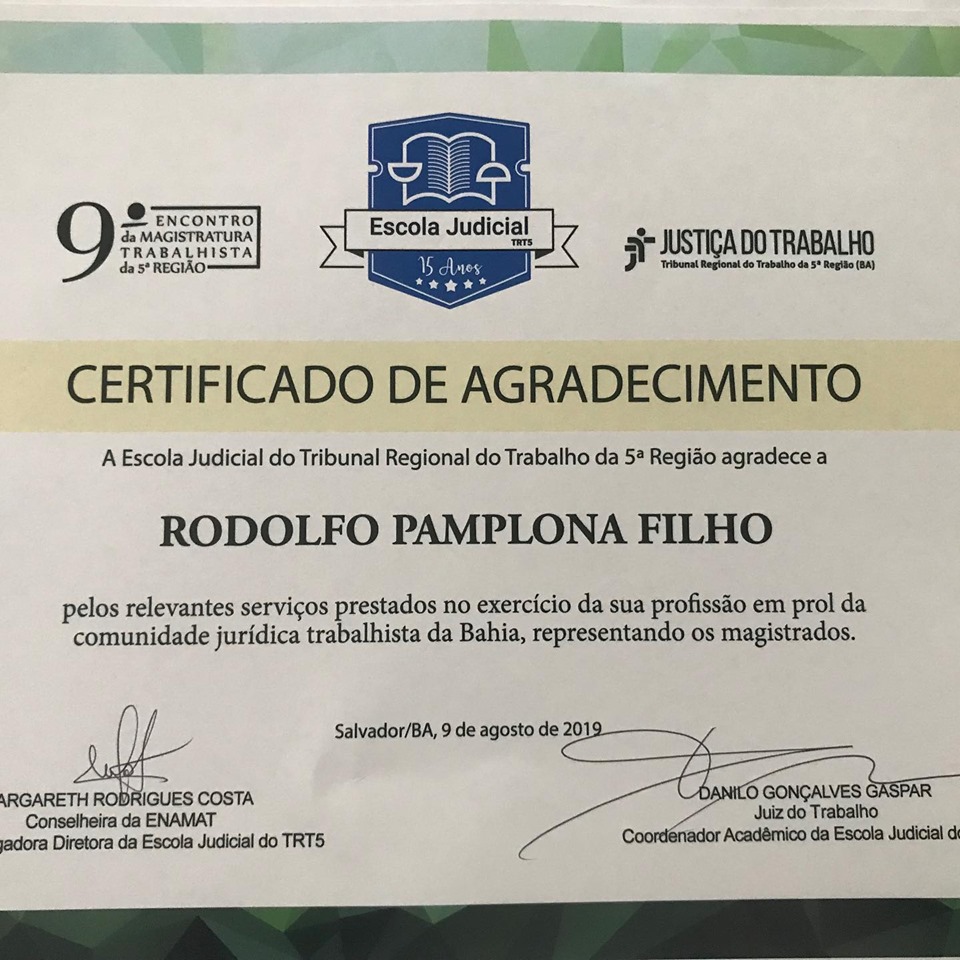 9º ENCONTRO
da MAGISTRATURA
TRABALHISTA
da 5ª REGIÃO
Escola Judicial
TRT5
15 Anos
JUSTIÇA DO TRABALHO
Tribunal Regional do Trabalho da 5ª Região (BA)
CERTIFICADO DE AGRADECIMENTO
A Escola Judicial do Tribunal Regional do Trabalho da 5ª Região agradece a
RODOLFO PAMPLONA FILHO
pelos relevantes serviços prestados no exercício da sua profissão em prol da
comunidade jurídica trabalhista da Bahia, representando os magistrados.
Salvador/BA, 9 de agosto de 2019
ARGARETH RODRIGUES COSTA
Conselheira da ENAMAT
gadora Diretora da Escola Judicial do TRT5
DANILO GONÇALVES GASPAR
Juiz do Trabalho
Coordenador Acadêmico da Escola Judicial do